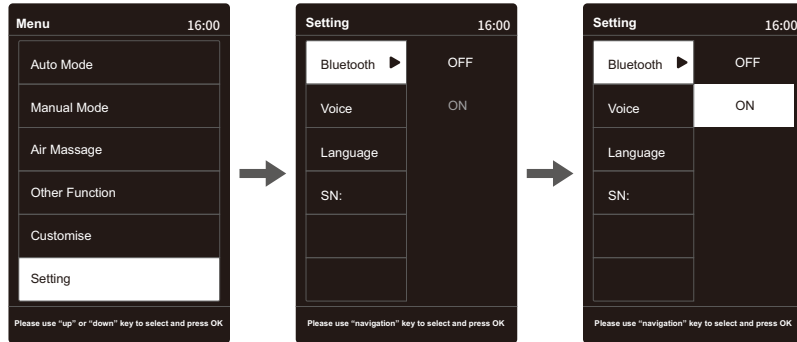 Menu 16:00
Auto Mode
Manual Mode
Air Massage
Other Function
Customise
Setting
Please use “up” or “down” key to select and press OK
Setting 16:00
Bluetooth OFF
Voice ON
Language
SN:
Please use “navigation” key to select and press OK
Setting 16:00
Bluetooth OFF
Voice ON
Language
SN:
Please use “navigation” key to select and press OK